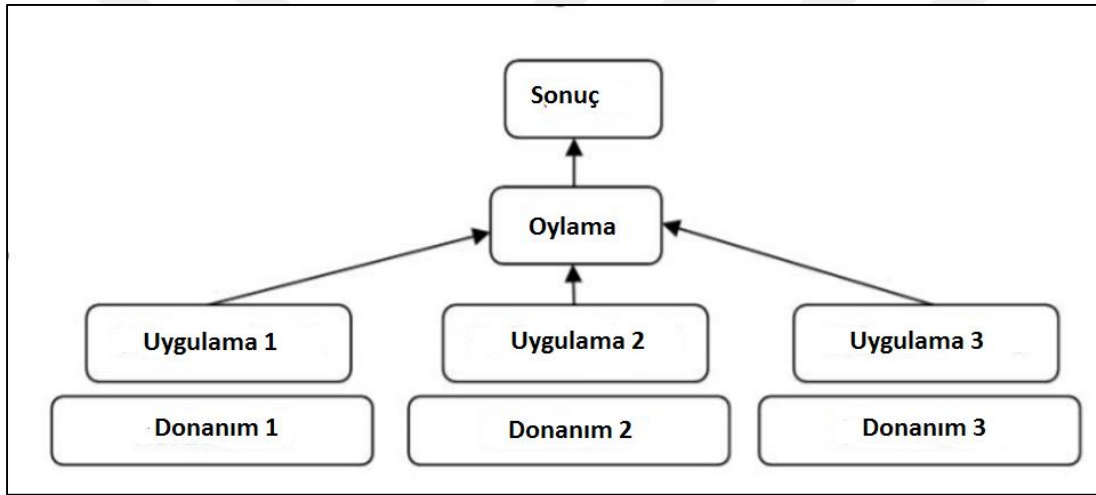 Sonuç
Oylama
Uygulama 1
Uygulama 2
Uygulama 3
Donanım 1
Donanım 2
Donanım 3